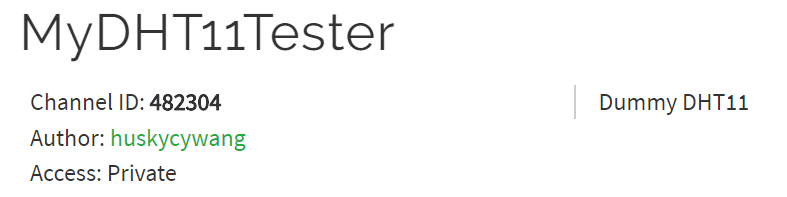 MyDHT11Tester
Channel ID: 482304
Author: huskycywang
Access: Private
Dummy DHT11